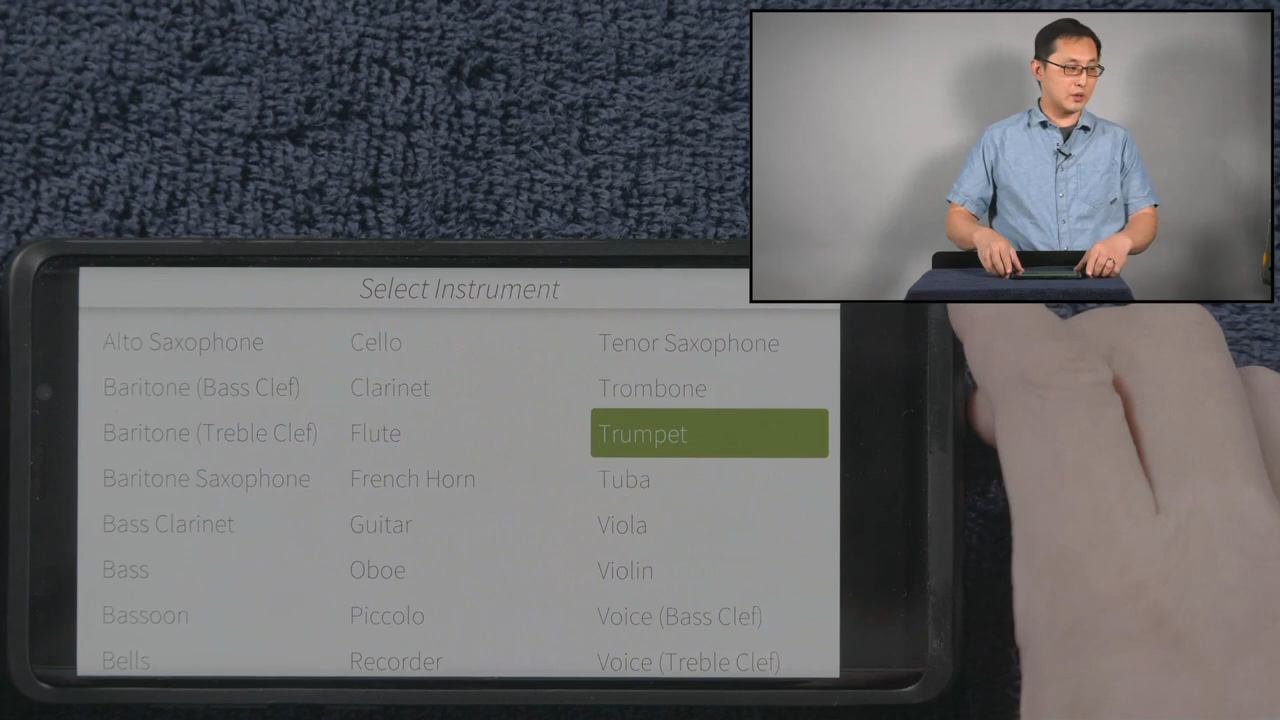 Select Instrument
Alto Saxophone
Baritone (Bass Clef)
Baritone (Treble Clef)
Baritone Saxophone
Bass Clarinet
Bass
Bassoon
Bells
Cello
Clarinet
Flute
French Horn
Guitar
Oboe
Piccolo
Recorder
Tenor Saxophone
Trombone
Trumpet
Tuba
Viola
Violin
Voice (Bass Clef)
Voice (Treble Clef)